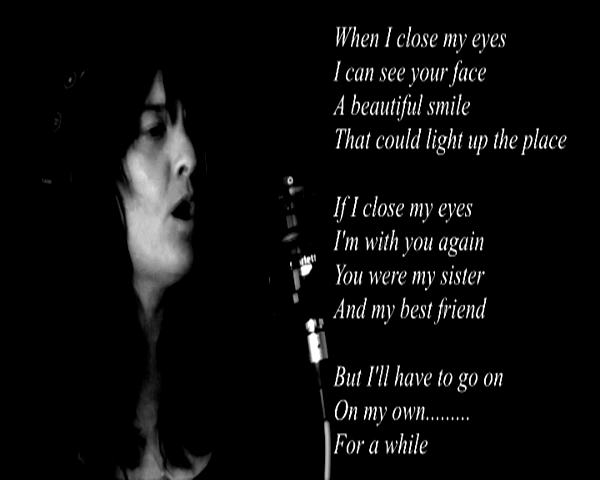 When I close my eyes
I can see your face
A beautiful smile
That could light up the place
If I close my eyes
I'm with you again
You were my sister
And my best friend
But I'll have to go on
On my own.........
For a while